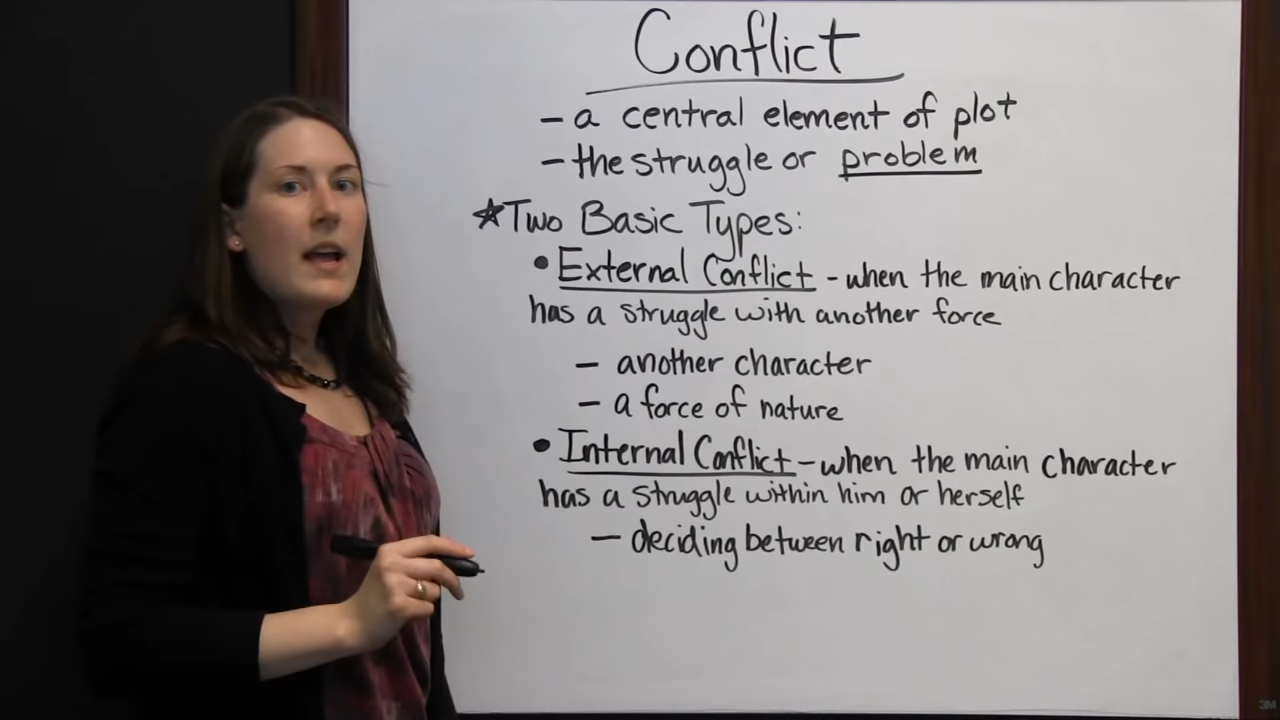 Conflict
– a central element of plot
– the struggle or problem
★Two Basic Types:
• External Conflict - when the main character
has a struggle with another force
– another character
– a force of nature
• Internal Conflict – when the main character
has a struggle within him or herself
– deciding between right or wrong
3M